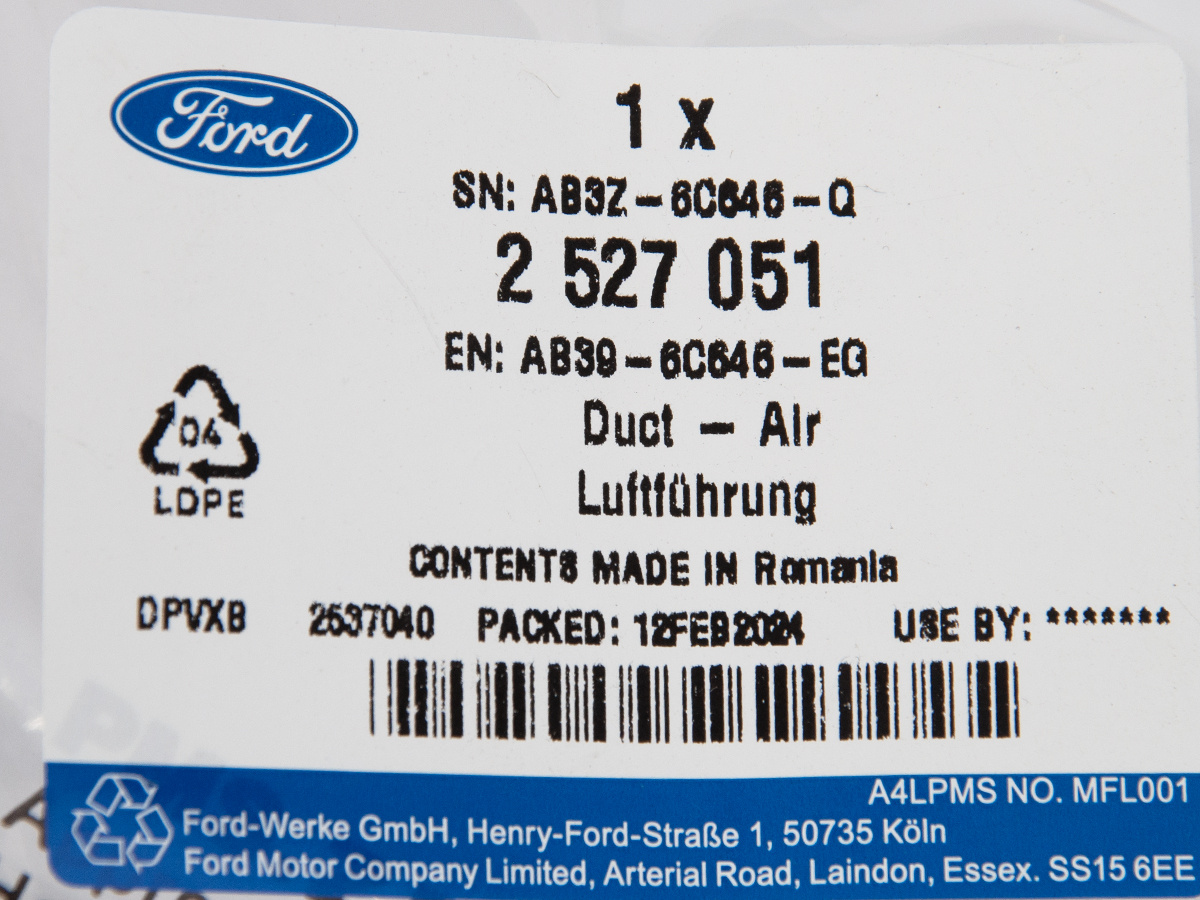 Ford
1 x
SN: AB3Z-6C646-Q
2 527 051
EN: AB39-6C646-EG
Duct - Air
04
Luftführung
LDPE
CONTENTS MADE IN Romania
DPVXB 2537040 PACKED: 12FEB2024 USE BY: *******
A4LPMS NO. MFL001
Ford-Werke GmbH, Henry-Ford-Straße 1, 50735 Köln
Ford Motor Company Limited, Arterial Road, Laindon, Essex. SS15 6EE